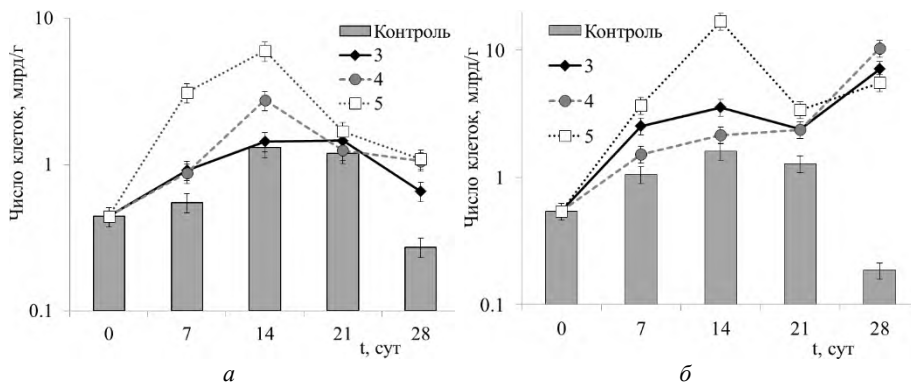 Число клеток, млрд/г
10
1
0.1
Контроль
3
4
5
0 7 14 21 28
t, сут
а
Число клеток, млрд/г
10
1
0.1
Контроль
3
4
5
0 7 14 21 28
t, сут
б